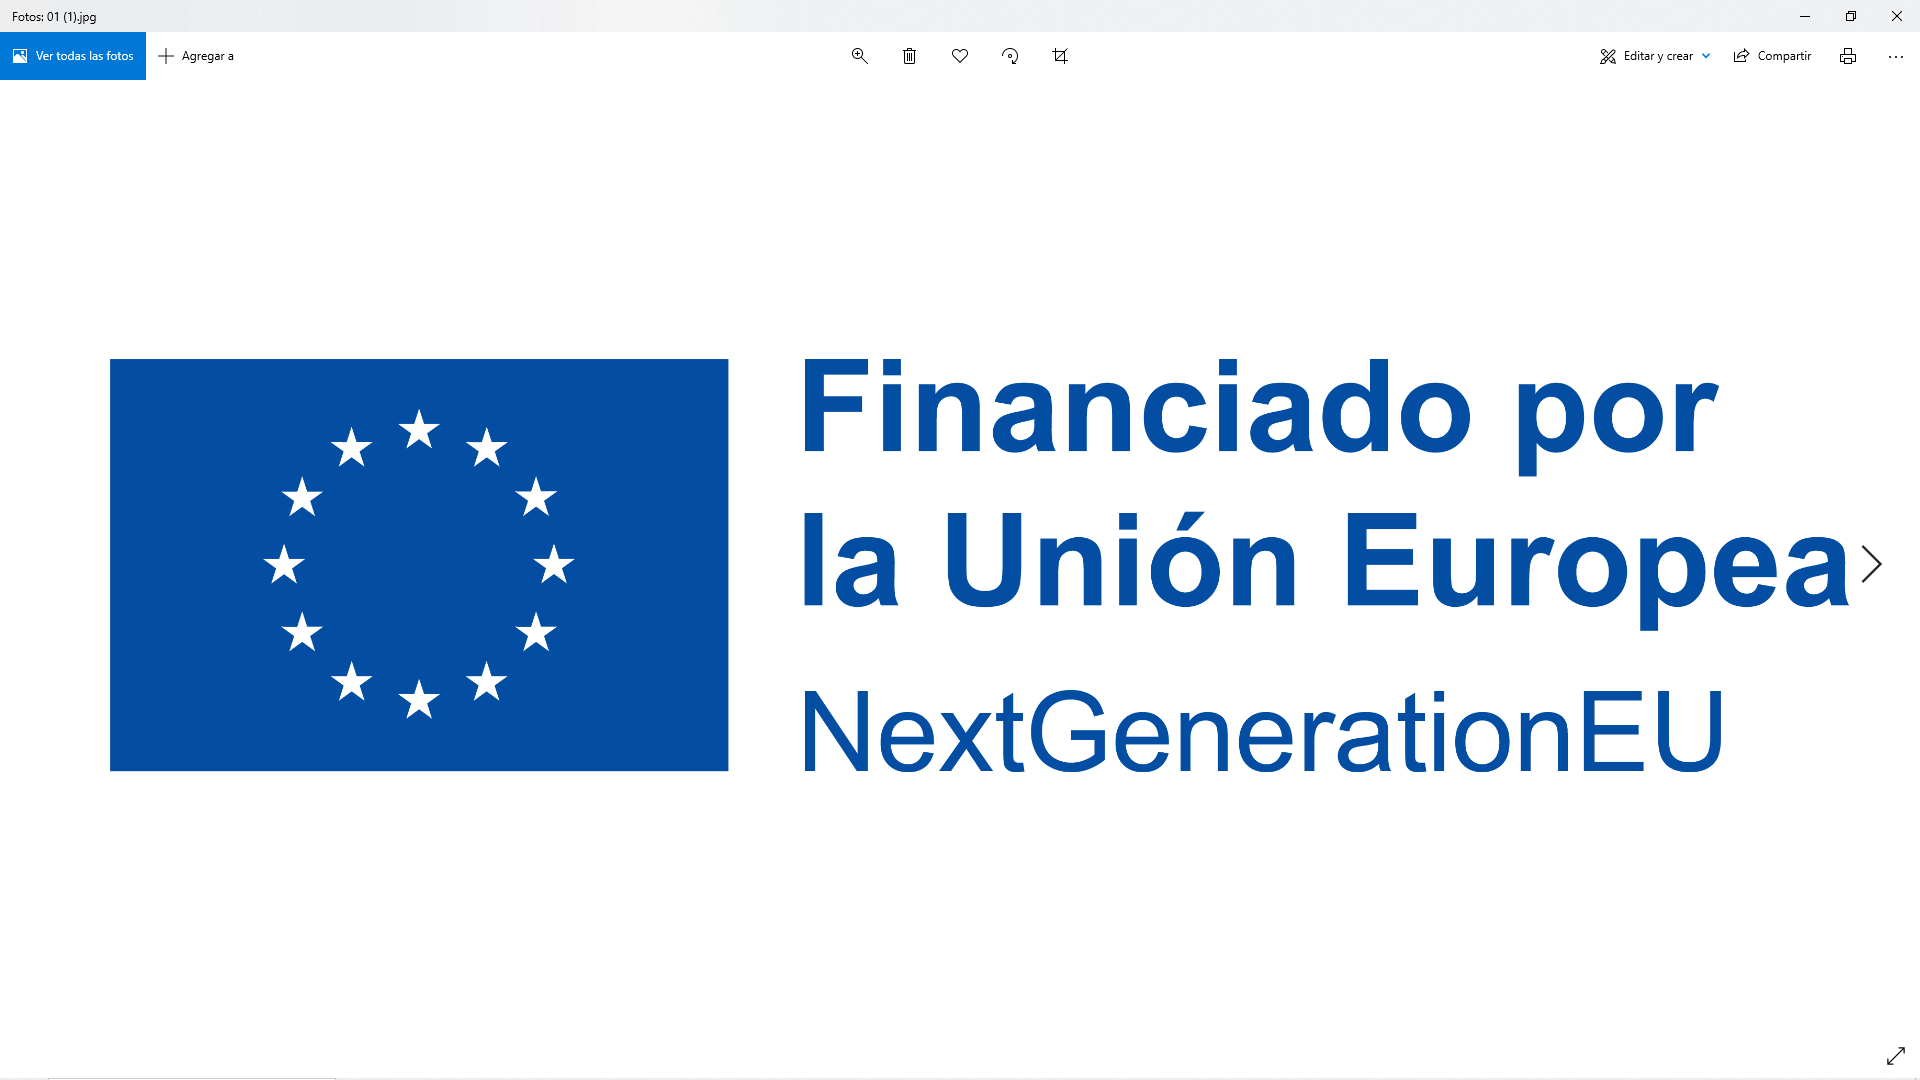 Fotos: 01 (1).jpg
Ver todas las fotos
Agregar a
Editar y crear
Compartir
Financiado por
la Unión Europea
NextGenerationEU